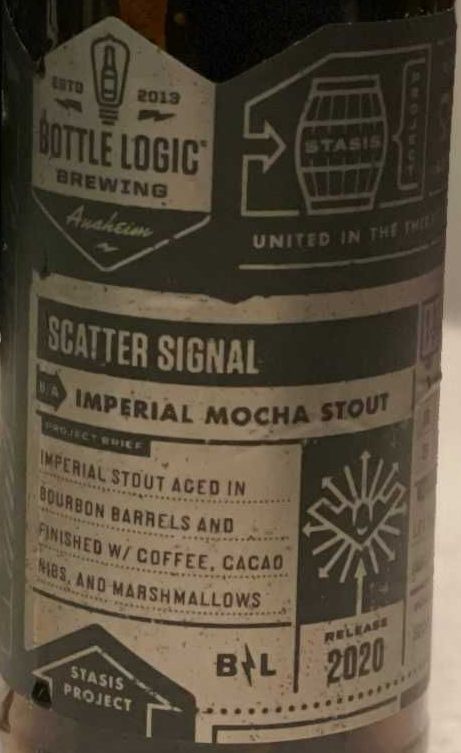 ESTD 2013
BOTTLE LOGIC®
BREWING
Anaheim
STASIS
PROJECT
UNITED IN THE
SCATTER SIGNAL
B.A. IMPERIAL MOCHA STOUT
PROJECT BRIEF
IMPERIAL STOUT AGED IN
BOURBON BARRELS AND
FINISHED W/ COFFEE, CACAO
NIBS, AND MARSHMALLOWS
RELEASE
2020
B L
STASIS
PROJECT